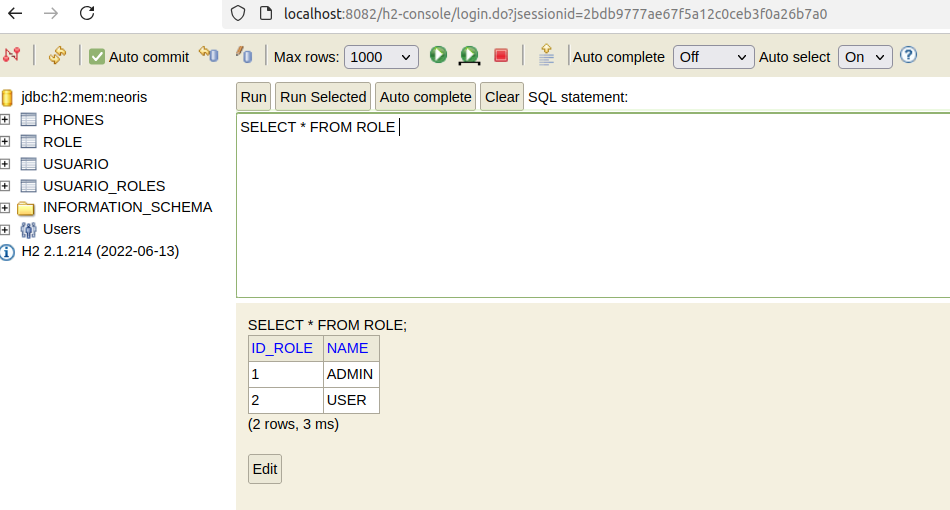 localhost:8082/h2-console/login.do?jsessionid=2bdb9777ae67f5a12c0ceb3f0a26b7a0
Auto commit Max rows: 1000 Auto complete Off Auto select On ?
jdbc:h2:mem:neoris
PHONES
ROLE
USUARIO
USUARIO_ROLES
INFORMATION_SCHEMA
Users
H2 2.1.214 (2022-06-13)
Run Run Selected Auto complete Clear SQL statement:
SELECT * FROM ROLE
SELECT * FROM ROLE;
ID_ROLE NAME
1 ADMIN
2 USER
(2 rows, 3 ms)
Edit